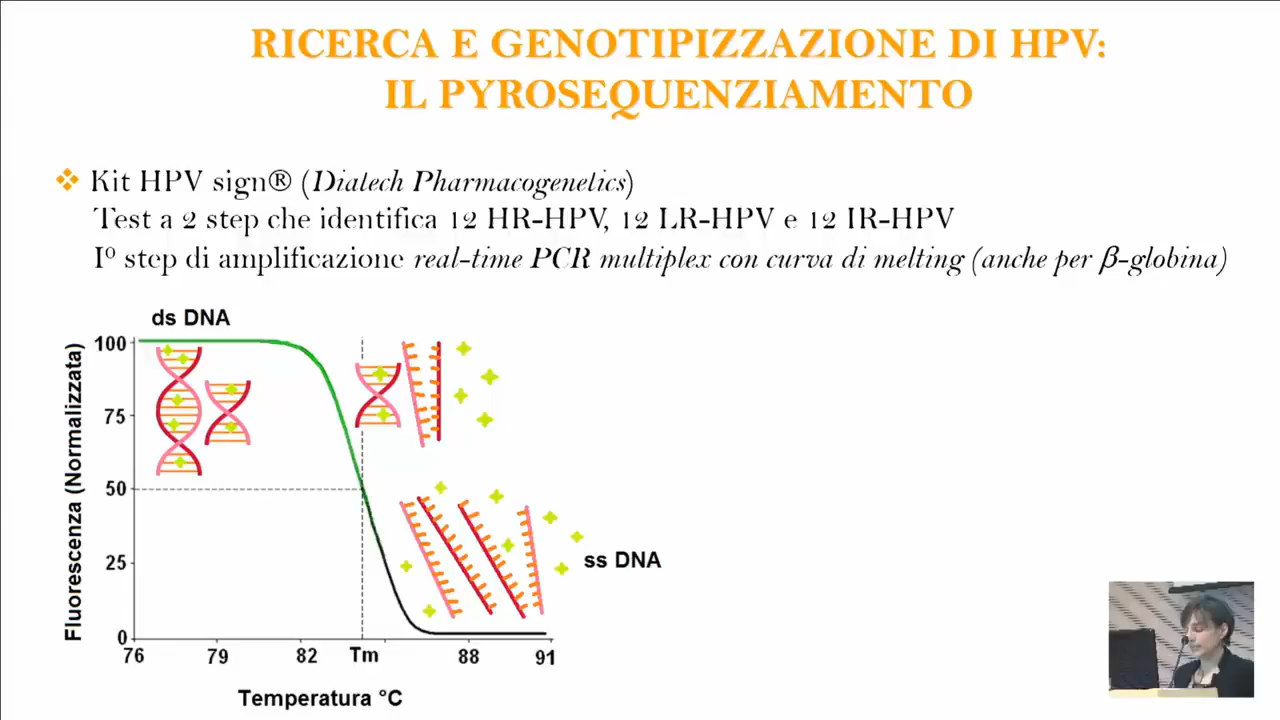 RICERCA E GENOTIPIZZAZIONE DI HPV:
IL PYROSEQUENZIAMENTO
Kit HPV sign® (Diatech Pharmacogenetics)
Test a 2 step che identifica 12 HR-HPV, 12 LR-HPV e 12 IR-HPV
I° step di amplificazione real-time PCR multiplex con curva di melting (anche per β-globina)
ds DNA
Fluorescenza (Normalizzata)
100
75
50
25
0
ss DNA
76 79 82 Tm 88 91
Temperatura °C